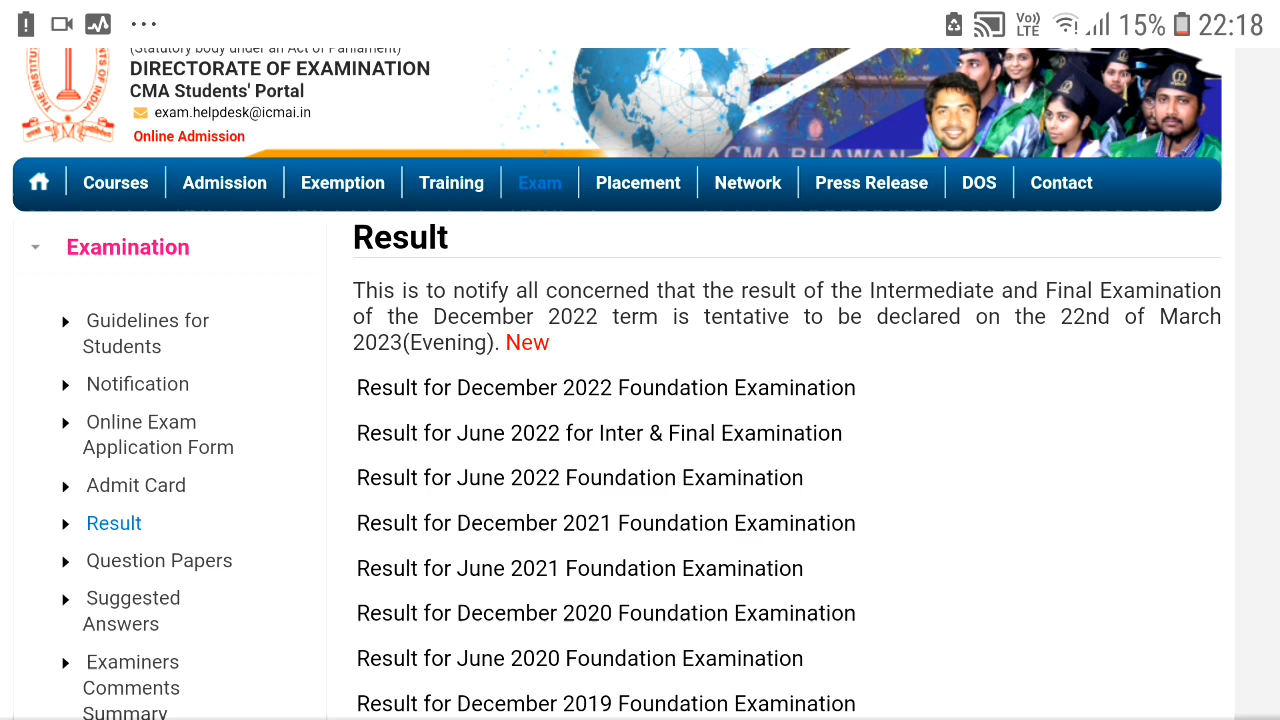 Vo)) LTE 15% 22:18
(Statutory body under an Act of Parliament)
DIRECTORATE OF EXAMINATION
CMA Students' Portal
exam.helpdesk@icmai.in
Online Admission
CMA BHAWAN
Courses Admission Exemption Training Exam Placement Network Press Release DOS Contact
Examination
Guidelines for
Students
Notification
Online Exam
Application Form
Admit Card
Result
Question Papers
Suggested
Answers
Examiners
Comments
Summary
Result
This is to notify all concerned that the result of the Intermediate and Final Examination
of the December 2022 term is tentative to be declared on the 22nd of March
2023(Evening). New
Result for December 2022 Foundation Examination
Result for June 2022 for Inter & Final Examination
Result for June 2022 Foundation Examination
Result for December 2021 Foundation Examination
Result for June 2021 Foundation Examination
Result for December 2020 Foundation Examination
Result for June 2020 Foundation Examination
Result for December 2019 Foundation Examination